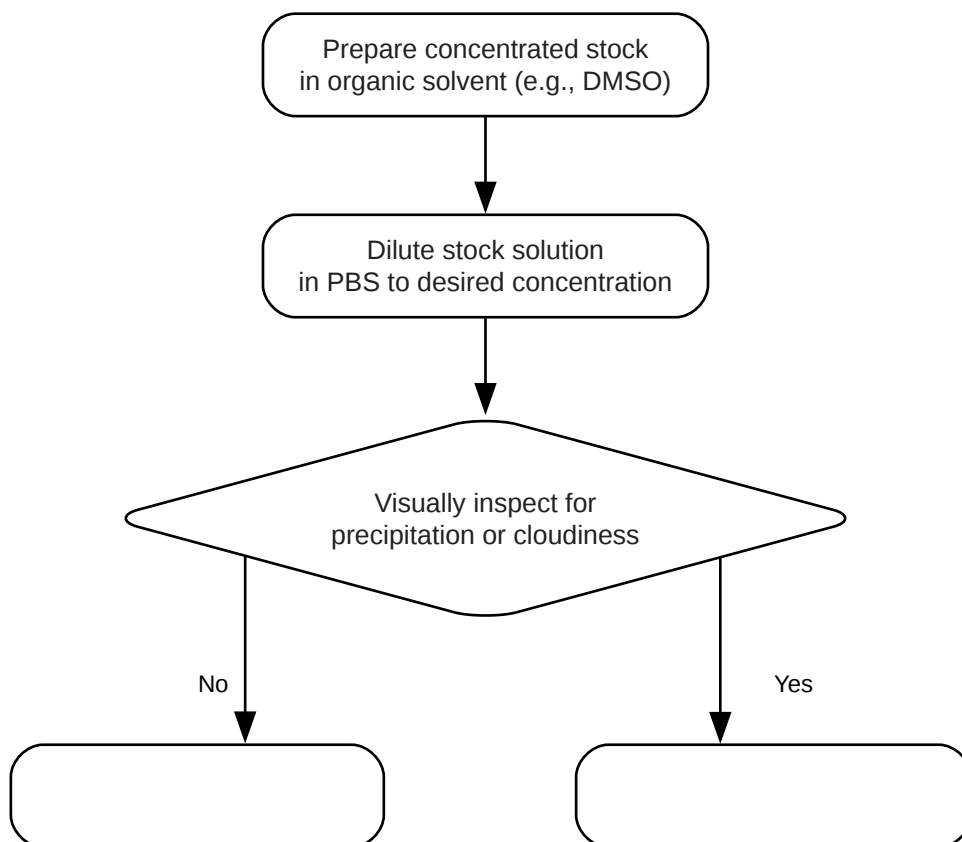 Prepare concentrated stock
in organic solvent (e.g., DMSO)
Dilute stock solution
in PBS to desired concentration
Visually inspect for
precipitation or cloudiness
No
Yes